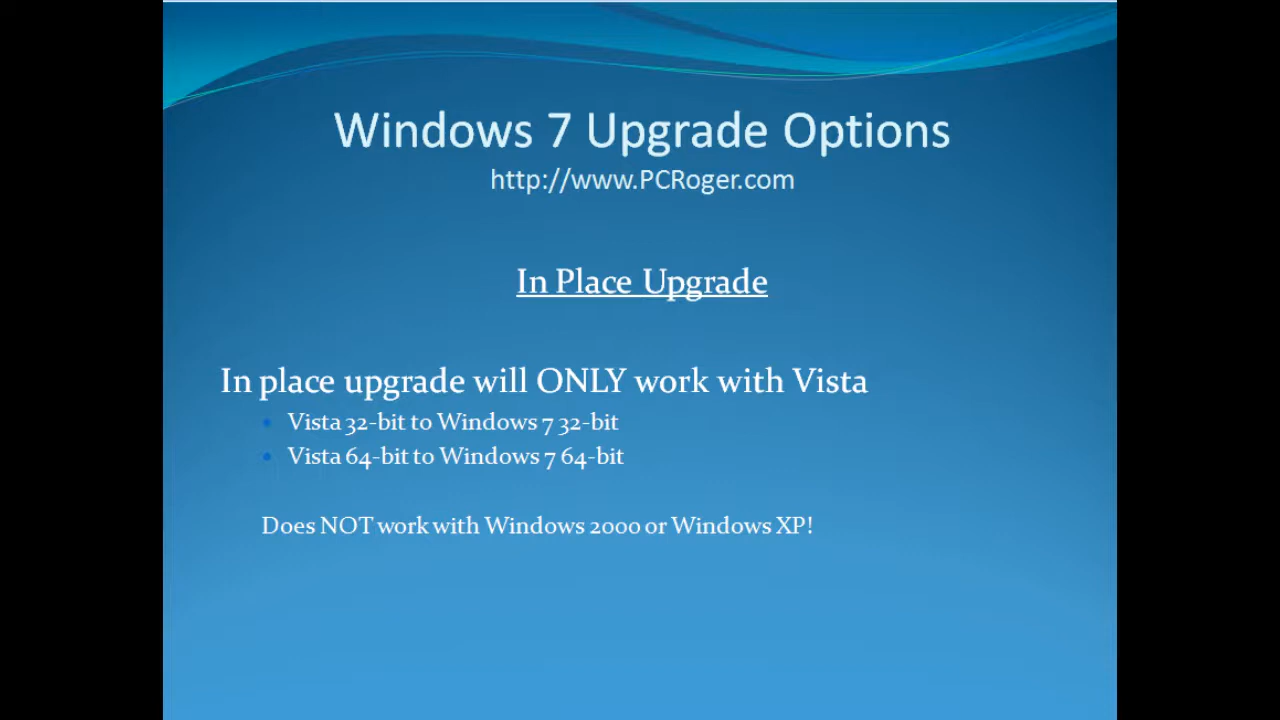 Windows 7 Upgrade Options
http://www.PCRoger.com
In Place Upgrade
In place upgrade will ONLY work with Vista
• Vista 32-bit to Windows 7 32-bit
• Vista 64-bit to Windows 7 64-bit
Does NOT work with Windows 2000 or Windows XP!